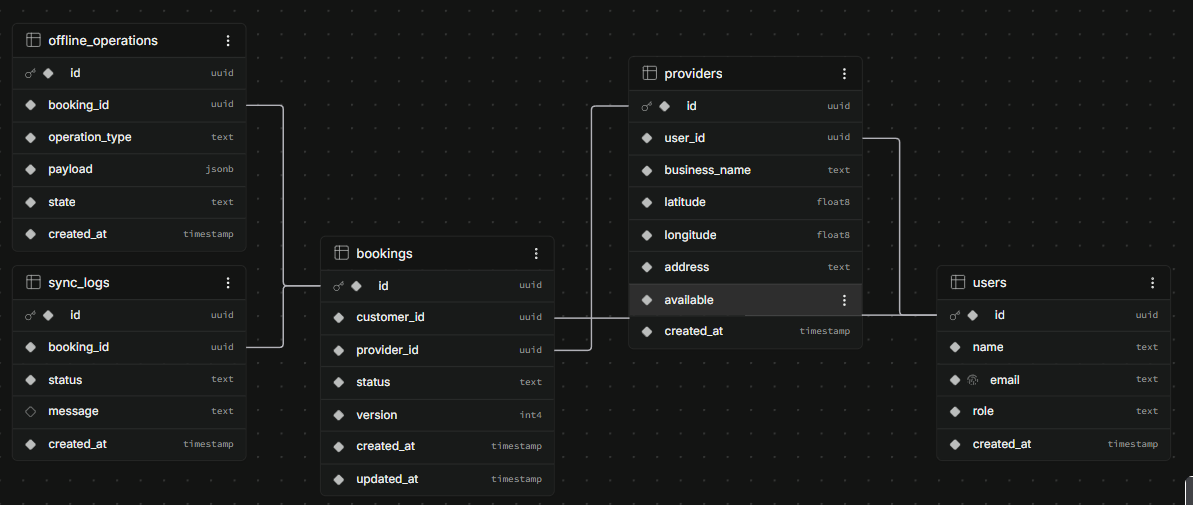 offline_operations
id uuid
booking_id uuid
operation_type text
payload jsonb
state text
created_at timestamp
sync_logs
id uuid
booking_id uuid
status text
message text
created_at timestamp
bookings
id uuid
customer_id uuid
provider_id uuid
status text
version int4
created_at timestamp
updated_at timestamp
providers
id uuid
user_id uuid
business_name text
latitude float8
longitude float8
address text
available
created_at timestamp
users
id uuid
name text
email text
role text
created_at timestamp